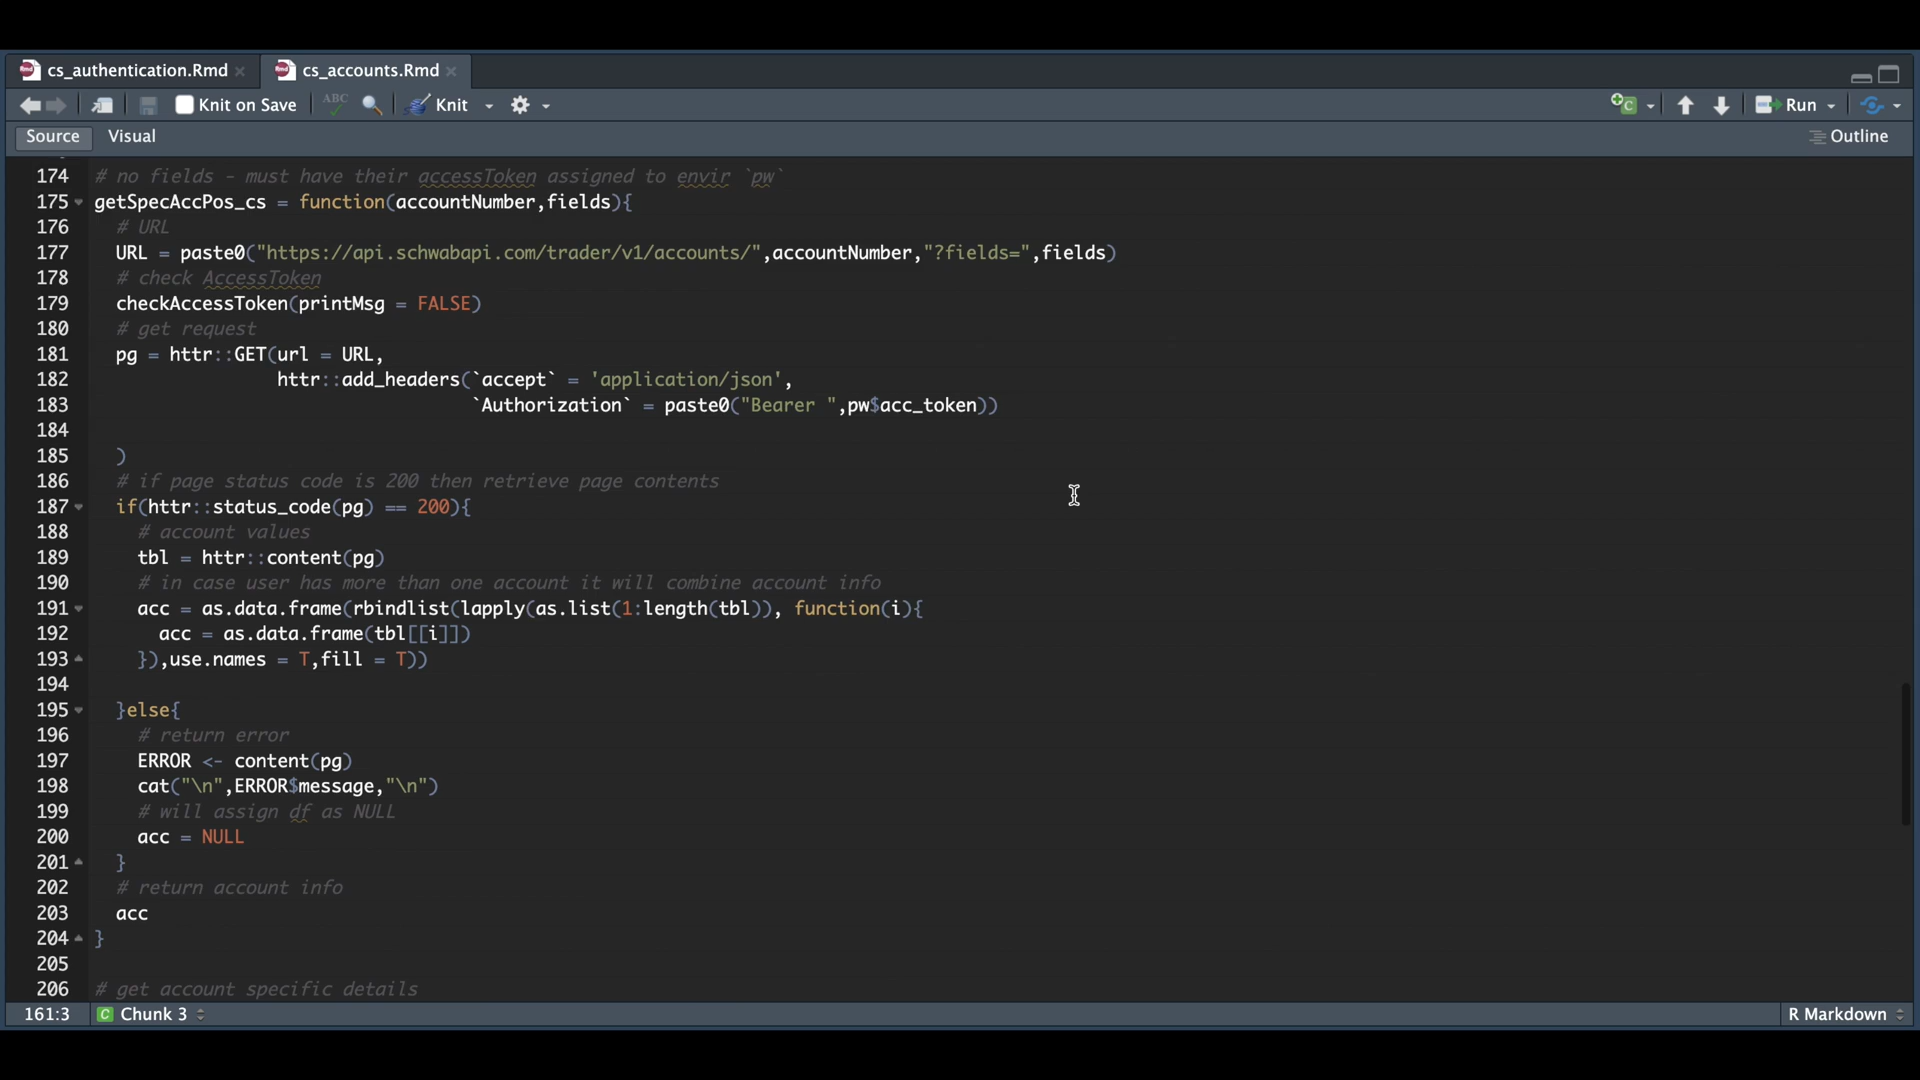 cs_authentication.Rmd
cs_accounts.Rmd
Knit on Save
ABC
Knit
C
Run
Source
Visual
Outline
174 # no fields - must have their accessToken assigned to envir `pw`
175 getSpecAccPos_cs = function(accountNumber,fields){
176 # URL
177 URL = paste0("https://api.schwabapi.com/trader/v1/accounts/",accountNumber,"?fields=",fields)
178 # check AccessToken
179 checkAccessToken(printMsg = FALSE)
180 # get request
181 pg = httr::GET(url = URL,
182 httr::add_headers(`accept` = 'application/json',
183 `Authorization` = paste0("Bearer ",pw$acc_token))
184
185 )
186 # if page status code is 200 then retrieve page contents
187 if(httr::status_code(pg) == 200){
188 # account values
189 tbl = httr::content(pg)
190 # in case user has more than one account it will combine account info
191 acc = as.data.frame(rbindlist(lapply(as.list(1:length(tbl)), function(i){
192 acc = as.data.frame(tbl[[i]])
193 }),use.names = T,fill = T))
194
195 }else{
196 # return error
197 ERROR <- content(pg)
198 cat("\n",ERROR$message,"\n")
199 # will assign df as NULL
200 acc = NULL
201 }
202 # return account info
203 acc
204 }
205
206 # get account specific details
161:3
C Chunk 3
R Markdown